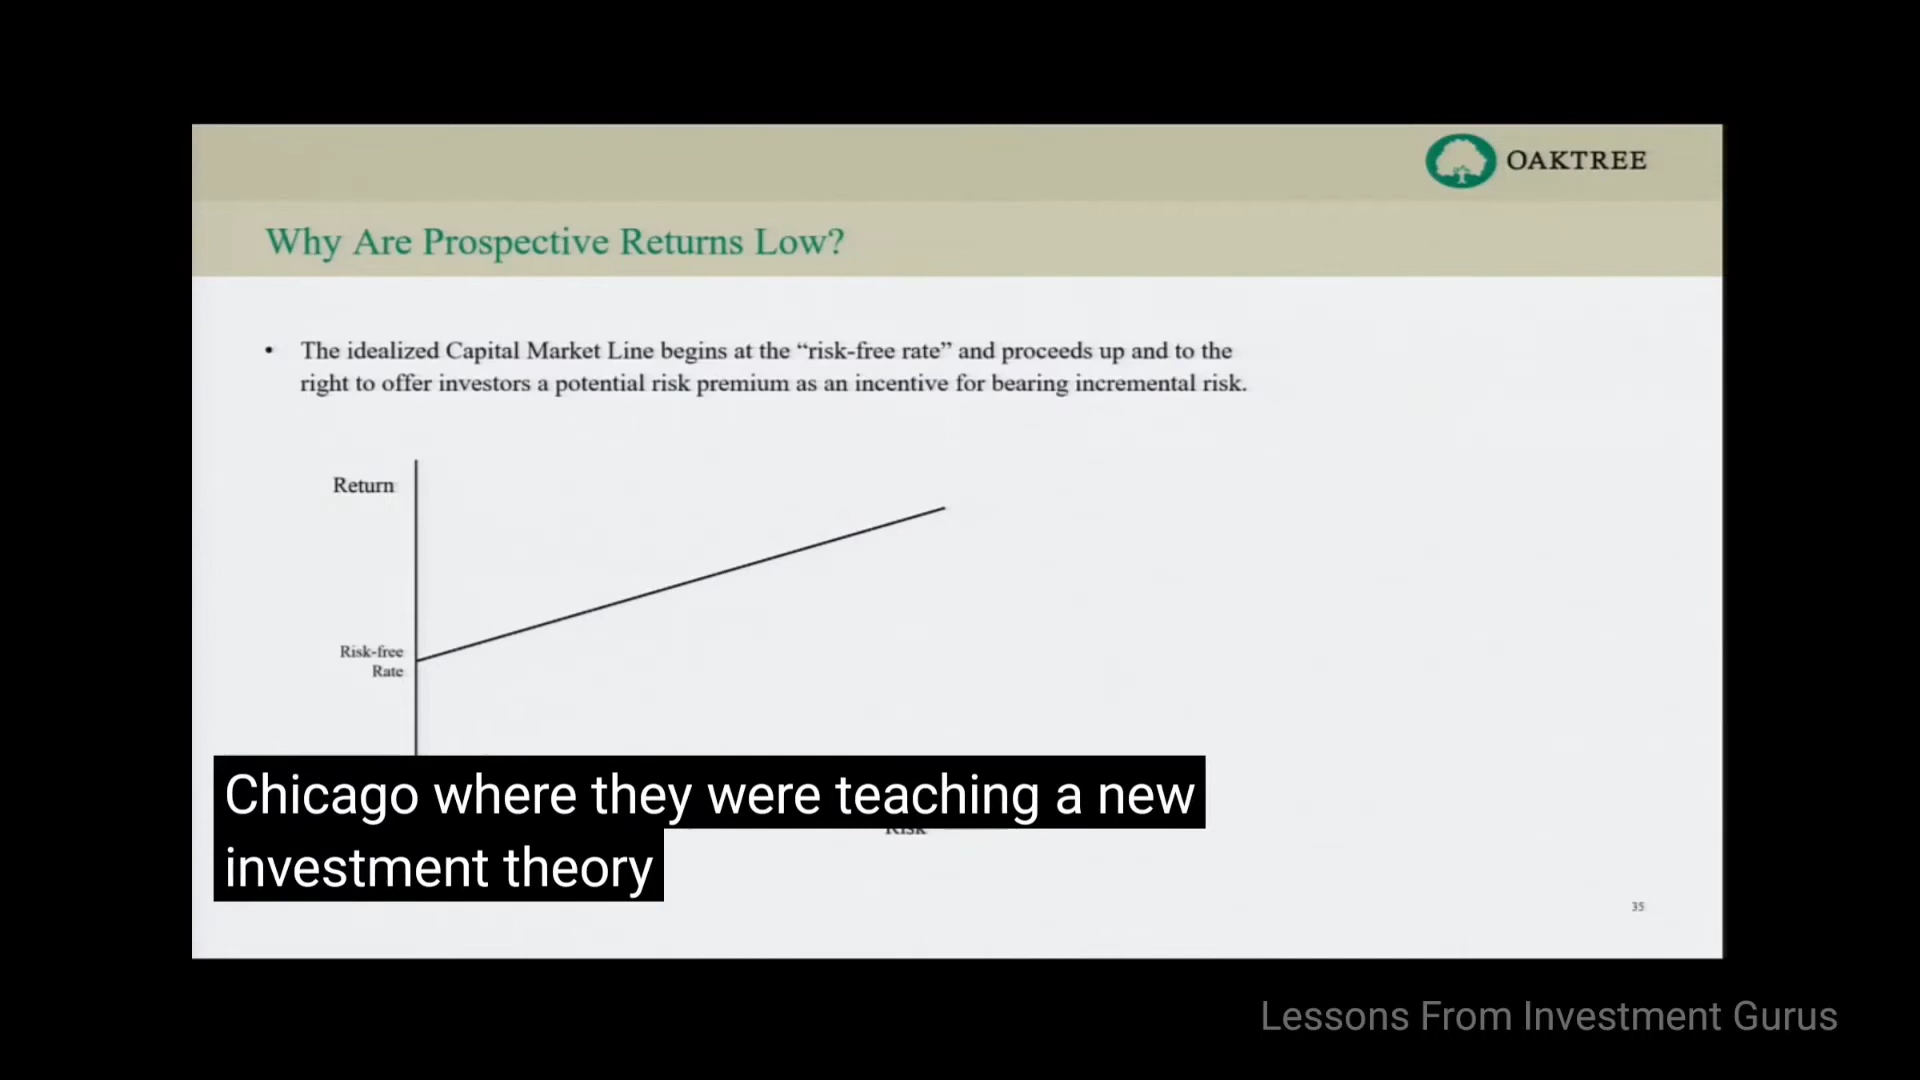 OAKTREE
Why Are Prospective Returns Low?
• The idealized Capital Market Line begins at the “risk-free rate” and proceeds up and to the
right to offer investors a potential risk premium as an incentive for bearing incremental risk.
Return
Risk-free
Rate
Chicago where they were teaching a new
investment theory
35
Lessons From Investment Gurus